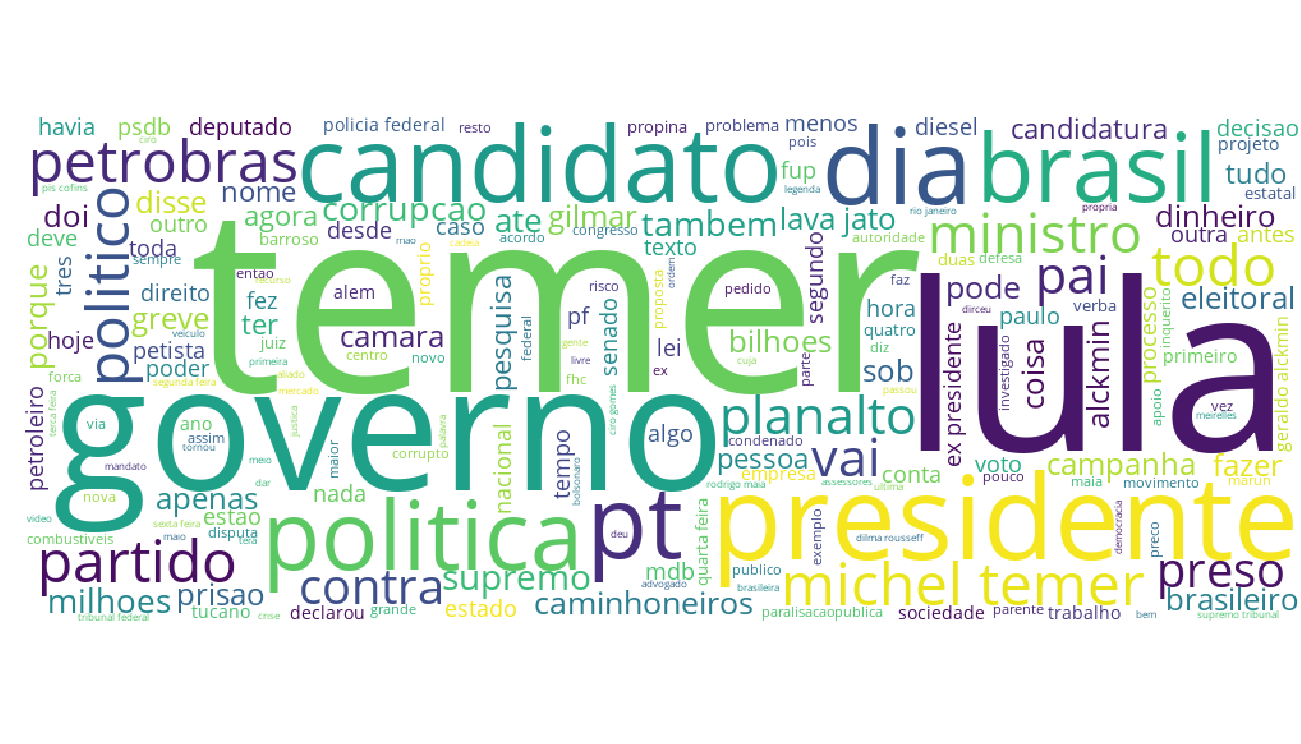 havia
psdb
deputado
policia federal
resto
propina
problema
menos
diesel
candidatura
decisao
ciro
pois
projeto
petrobras
candidato
dia
brasil
fup
tudo
pis cofins
nome
legenda
estatal
disse
doi
outro
agora
corrupcao
ate
gilmar
tambem
lava jato
rio janeiro
propria
dinheiro
deve
toda
barroso
desde
mao
caso
acordo
congresso
texto
autoridade
ministro
outra
antes
sempre
politico
temer
entao
cadeia
ordem
segundo
duas
defesa
todo
tres
porque
direito
fez
recurso
alem
proprio
pesquisa
risco
proposta
pedido
faz
pode
pai
verba
eleitoral
greve
ter
hora
dirceu
paulo
processo
inquerito
hoje
veiculo
juiz
camara
federal
pf
senado
lei
bilhoes
quatro
lula
petista
centro
novo
gente
diz
coisa
alckmin
primeiro
poder
primeira
livre
ex
cuja
parte
sob
investigado
forca
segunda feira
aliado
mercado
fhc
passou
petroleiro
terca feira
governo
planalto
ex presidente
apoio
vez
meirelles
geraldo alckmin
via
ano
justica
palavra
ciro gomes
algo
condenado
assim
tornou
maior
corrupto
nacional
tempo
bolsonaro
pessoa
vai
voto
campanha
fazer
mandato
meio
dar
empresa
assessores
conta
pouco
maia
movimento
marun
nova
apenas
nada
rodrigo maia
ultima
presidente
video
sexta feira
estao
politica
pt
deu
quarta feira
exemplo
democracia
preco
combustiveis
maio
disputa
tera
dilma rousseff
partido
contra
supremo
mdb
publico
michel temer
preso
milhoes
prisao
advogado
brasileira
brasileiro
tribunal federal
tucano
crise
declarou
grande
estado
caminhoneiros
paralisacaopublica
sociedade
parente
trabalho
bem
supremo tribunal